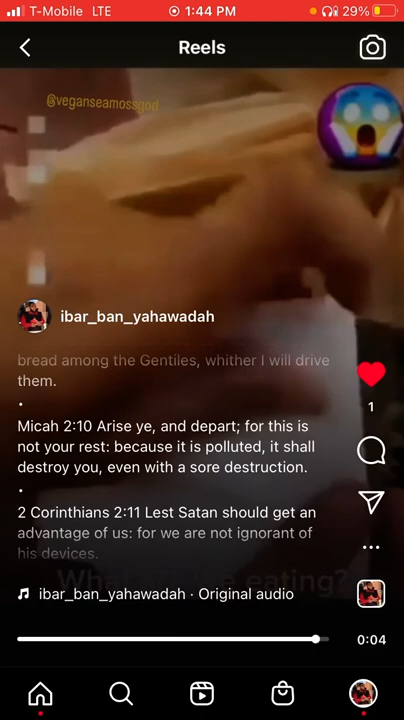 T-Mobile LTE 1:44 PM 29%
Reels
@veganseamossgod
ibar_ban_yahawadah
bread among the Gentiles, whither I will drive
them.
.
Micah 2:10 Arise ye, and depart; for this is
not your rest: because it is polluted, it shall
destroy you, even with a sore destruction.
.
2 Corinthians 2:11 Lest Satan should get an
advantage of us: for we are not ignorant of
his devices.
1
eating?
ibar_ban_yahawadah · Original audio
0:04